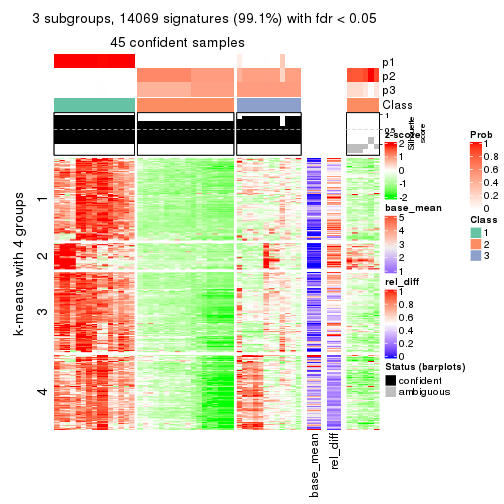 3 subgroups, 14069 signatures (99.1%) with fdr < 0.05
45 confident samples
p1
p2
p3
Class
1
0.5
Silhouette score
k-means with 4 groups
1
2
3
4
base_mean
rel_diff
z-score
2
1
0
-1
-2
base_mean
5
4
3
2
1
rel_diff
1
0.8
0.6
0.4
0.2
0
Status (barplots)
confident
ambiguous
Prob
1
0.8
0.6
0.4
0.2
0
Class
1
2
3